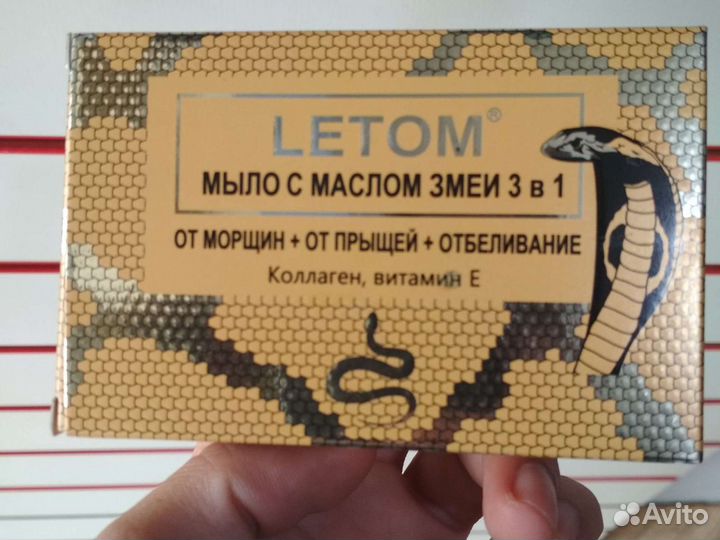 LETOM®
МЫЛО С МАСЛОМ ЗМЕИ 3 в 1
ОТ МОРЩИН + ОТ ПРЫЩЕЙ + ОТБЕЛИВАНИЕ
Коллаген, витамин Е
Avito